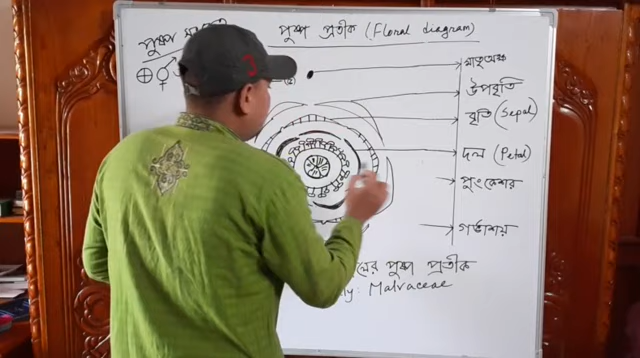 পুষ্প
পুষ্প প্রতীক (Floral diagram)
মাতৃঅক্ষ
উপবৃতি
বৃতি (Sepal)
দল (Petal)
পুংকেশর
গর্ভাশয়
পুষ্প প্রতীক
Malvaceae